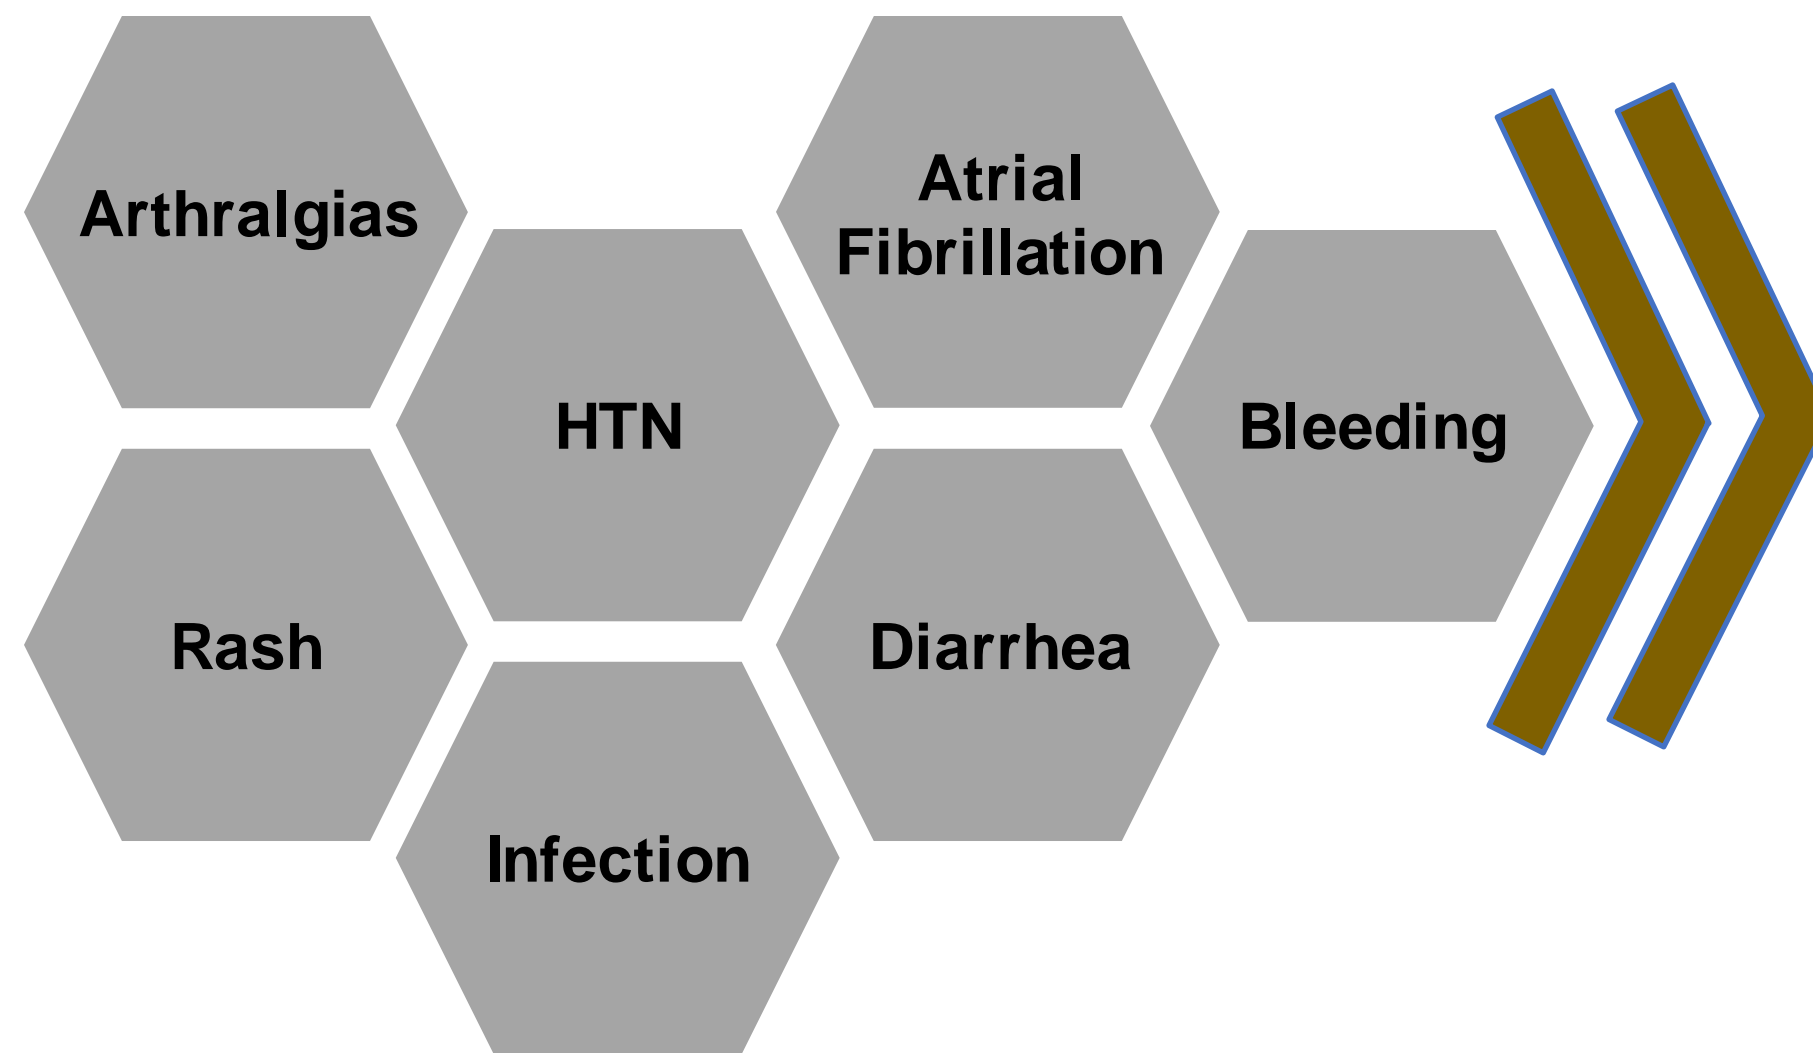 Arthralgias
Atrial
Fibrillation
HTN
Bleeding
Rash
Diarrhea
Infection